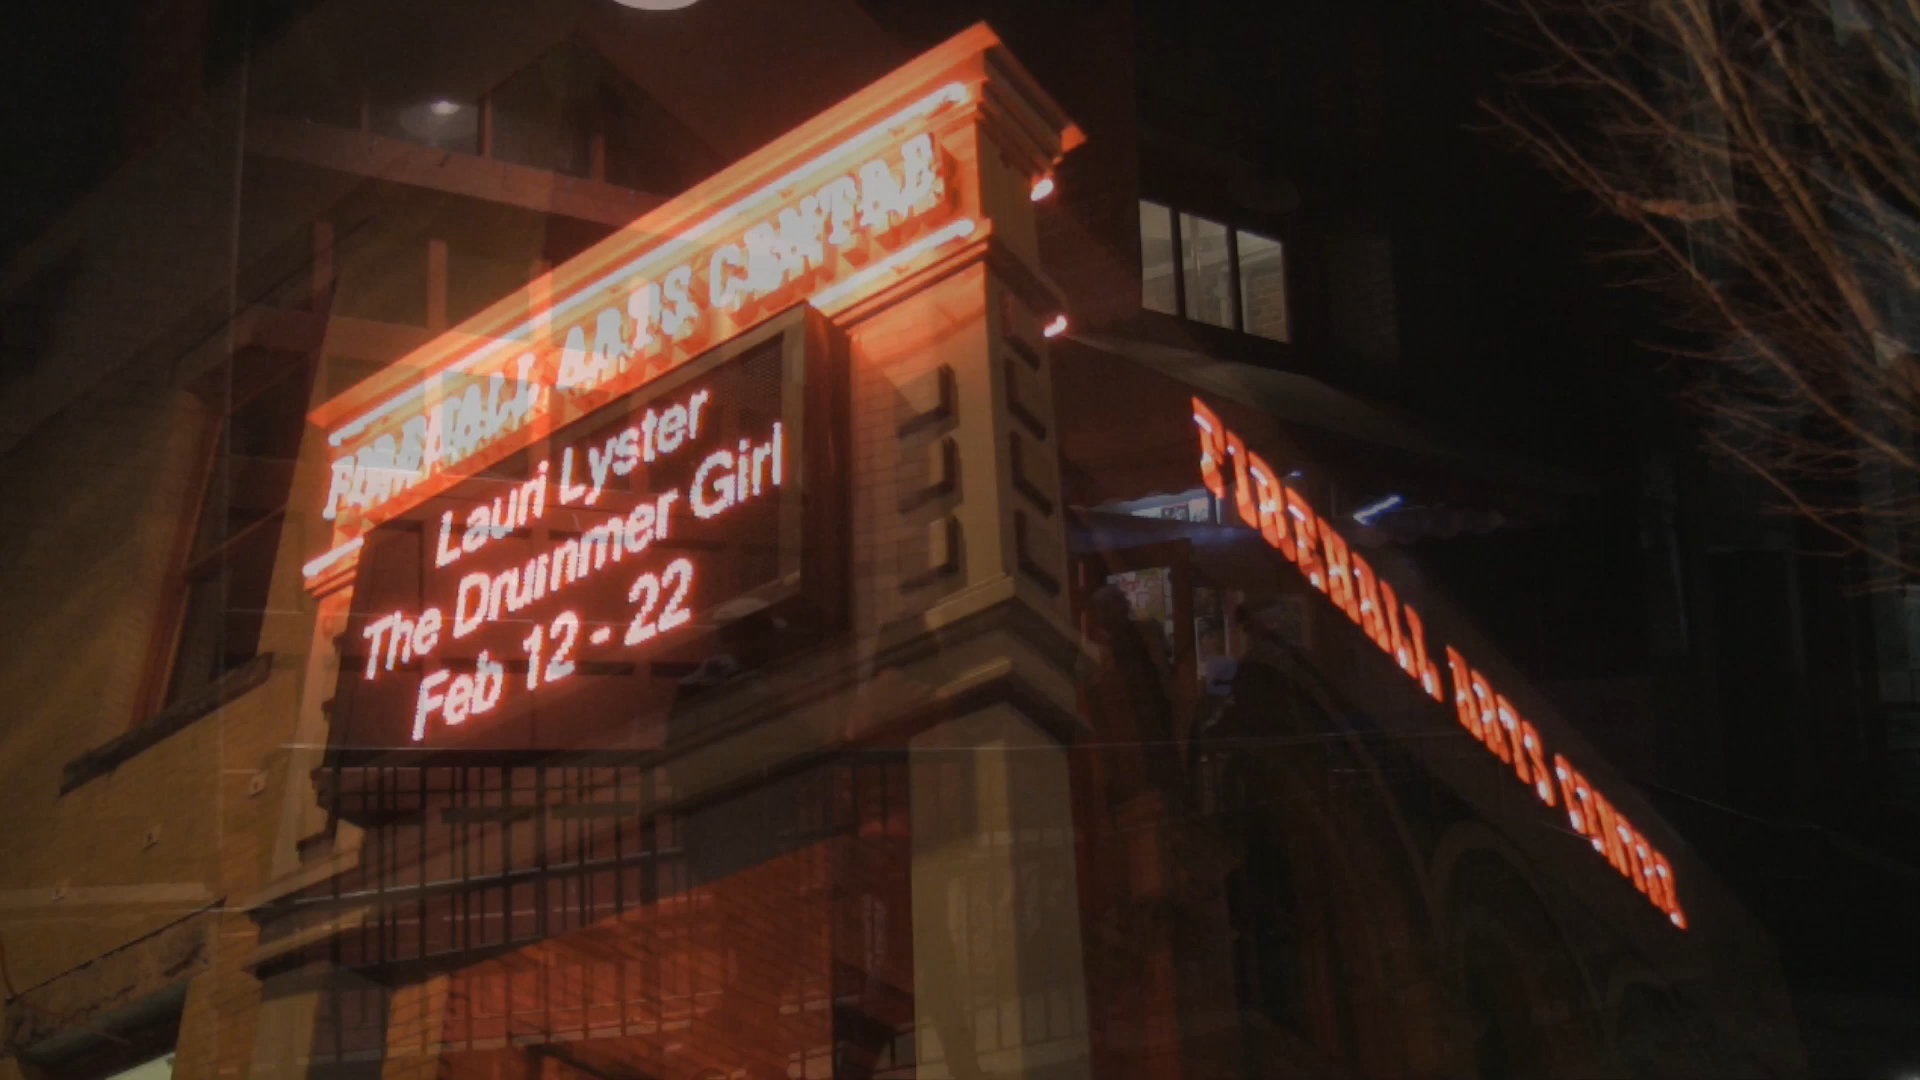 FIREHALL ARTS CENTRE
Lauri Lyster
The Drummer Girl
Feb 12 - 22
FIREHALL ARTS CENTRE